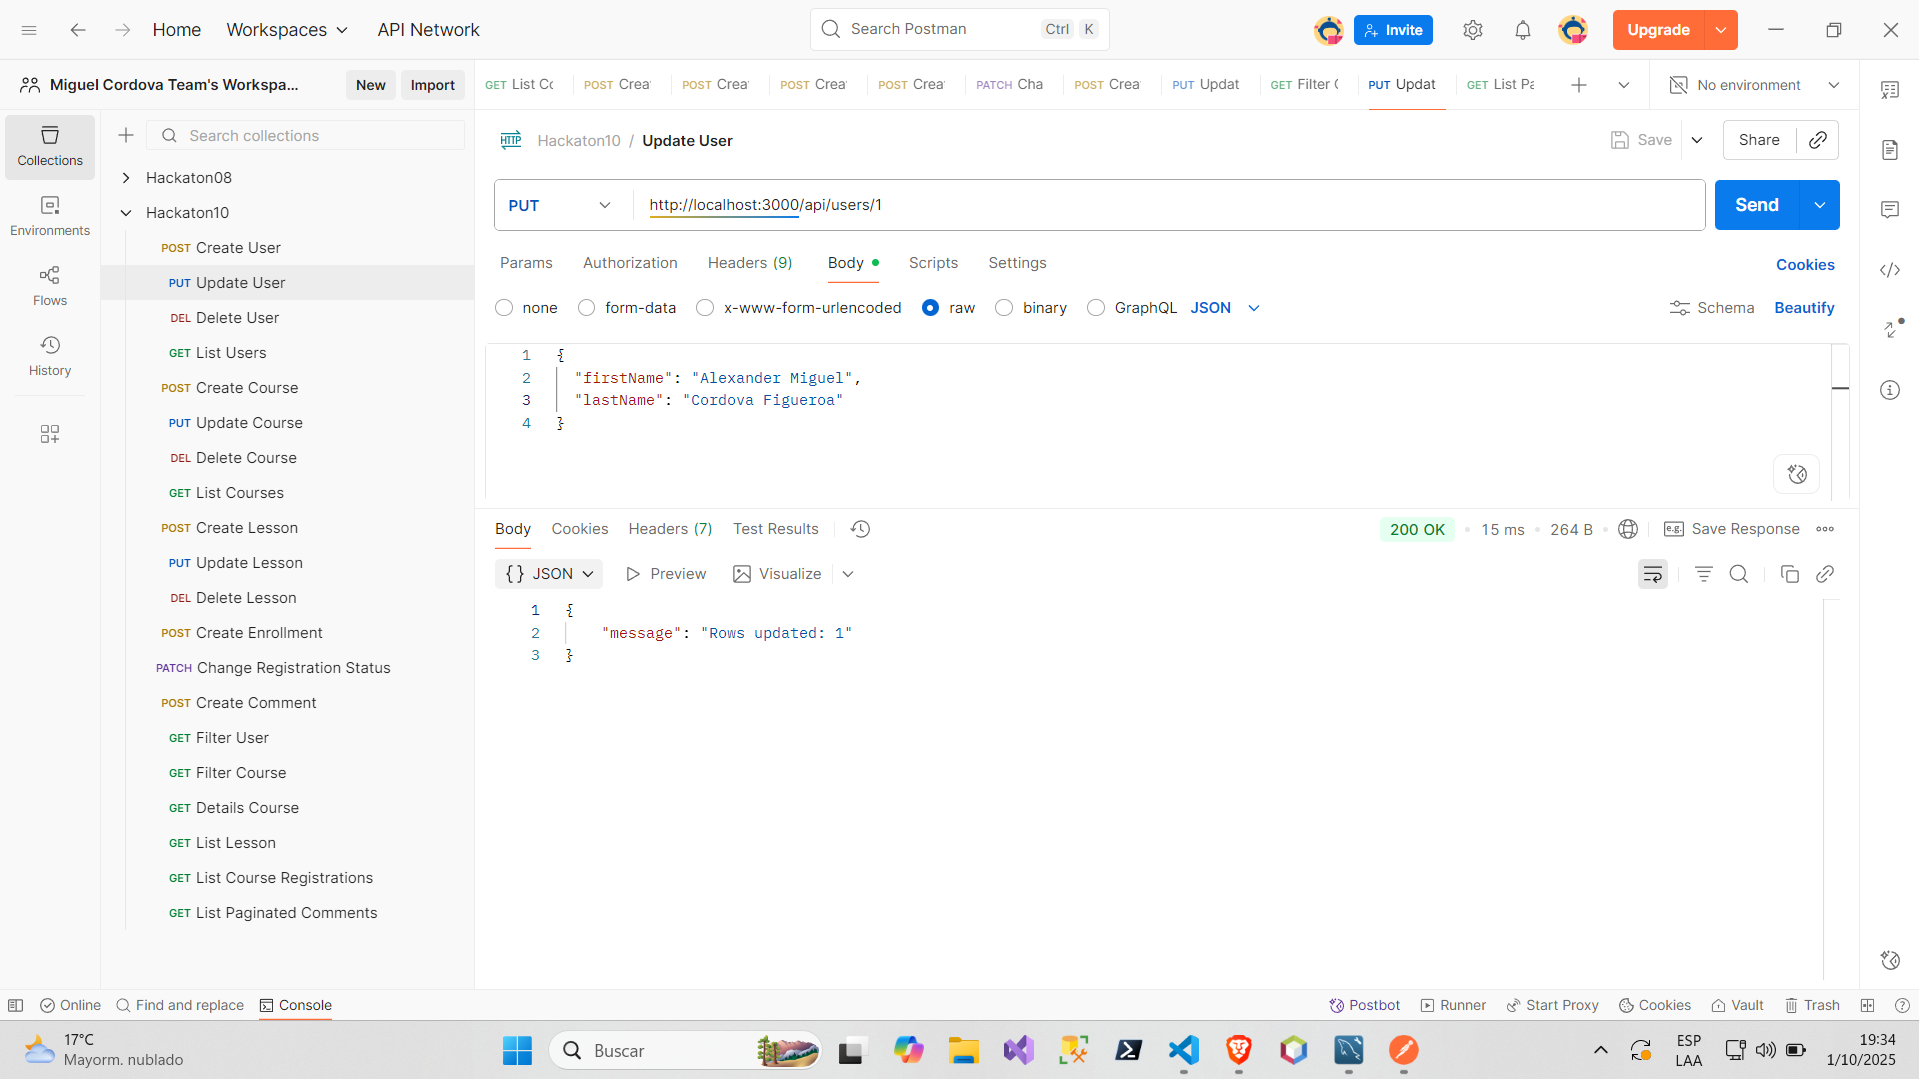 Home Workspaces API Network Search Postman Ctrl K Invite Upgrade
Miguel Cordova Team's Workspa... New Import
GET List Cc POST Crea POST Crea POST Crea POST Crea PATCH Cha POST Crea PUT Updat GET Filter PUT Updat GET List Pa No environment
Collections
Environments
Flows
History
Search collections
Hackaton08
Hackaton10
POST Create User
PUT Update User
DEL Delete User
GET List Users
POST Create Course
PUT Update Course
DEL Delete Course
GET List Courses
POST Create Lesson
PUT Update Lesson
DEL Delete Lesson
POST Create Enrollment
PATCH Change Registration Status
POST Create Comment
GET Filter User
GET Filter Course
GET Details Course
GET List Lesson
GET List Course Registrations
GET List Paginated Comments
HTTP Hackaton10 / Update User Save Share
PUT http://localhost:3000/api/users/1 Send
Params Authorization Headers (9) Body Scripts Settings Cookies
none form-data x-www-form-urlencoded raw binary GraphQL JSON Schema Beautify
1 {
2 "firstName": "Alexander Miguel",
3 "lastName": "Cordova Figueroa"
4 }
Body Cookies Headers (7) Test Results 200 OK • 15 ms • 264 B • e.g. Save Response
{} JSON Preview Visualize
1 {
2 "message": "Rows updated: 1"
3 }
Online Find and replace Console Postbot Runner Start Proxy Cookies Vault Trash
17°C
Mayorm. nublado
Buscar
ESP
LAA
19:34
1/10/2025